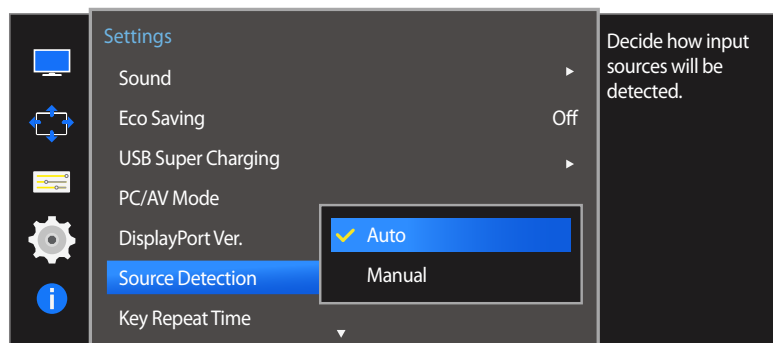 Settings
Sound
Eco Saving Off
USB Super Charging
PC/AV Mode
DisplayPort Ver.
Source Detection
Key Repeat Time
Auto
Manual
Decide how input
sources will be
detected.